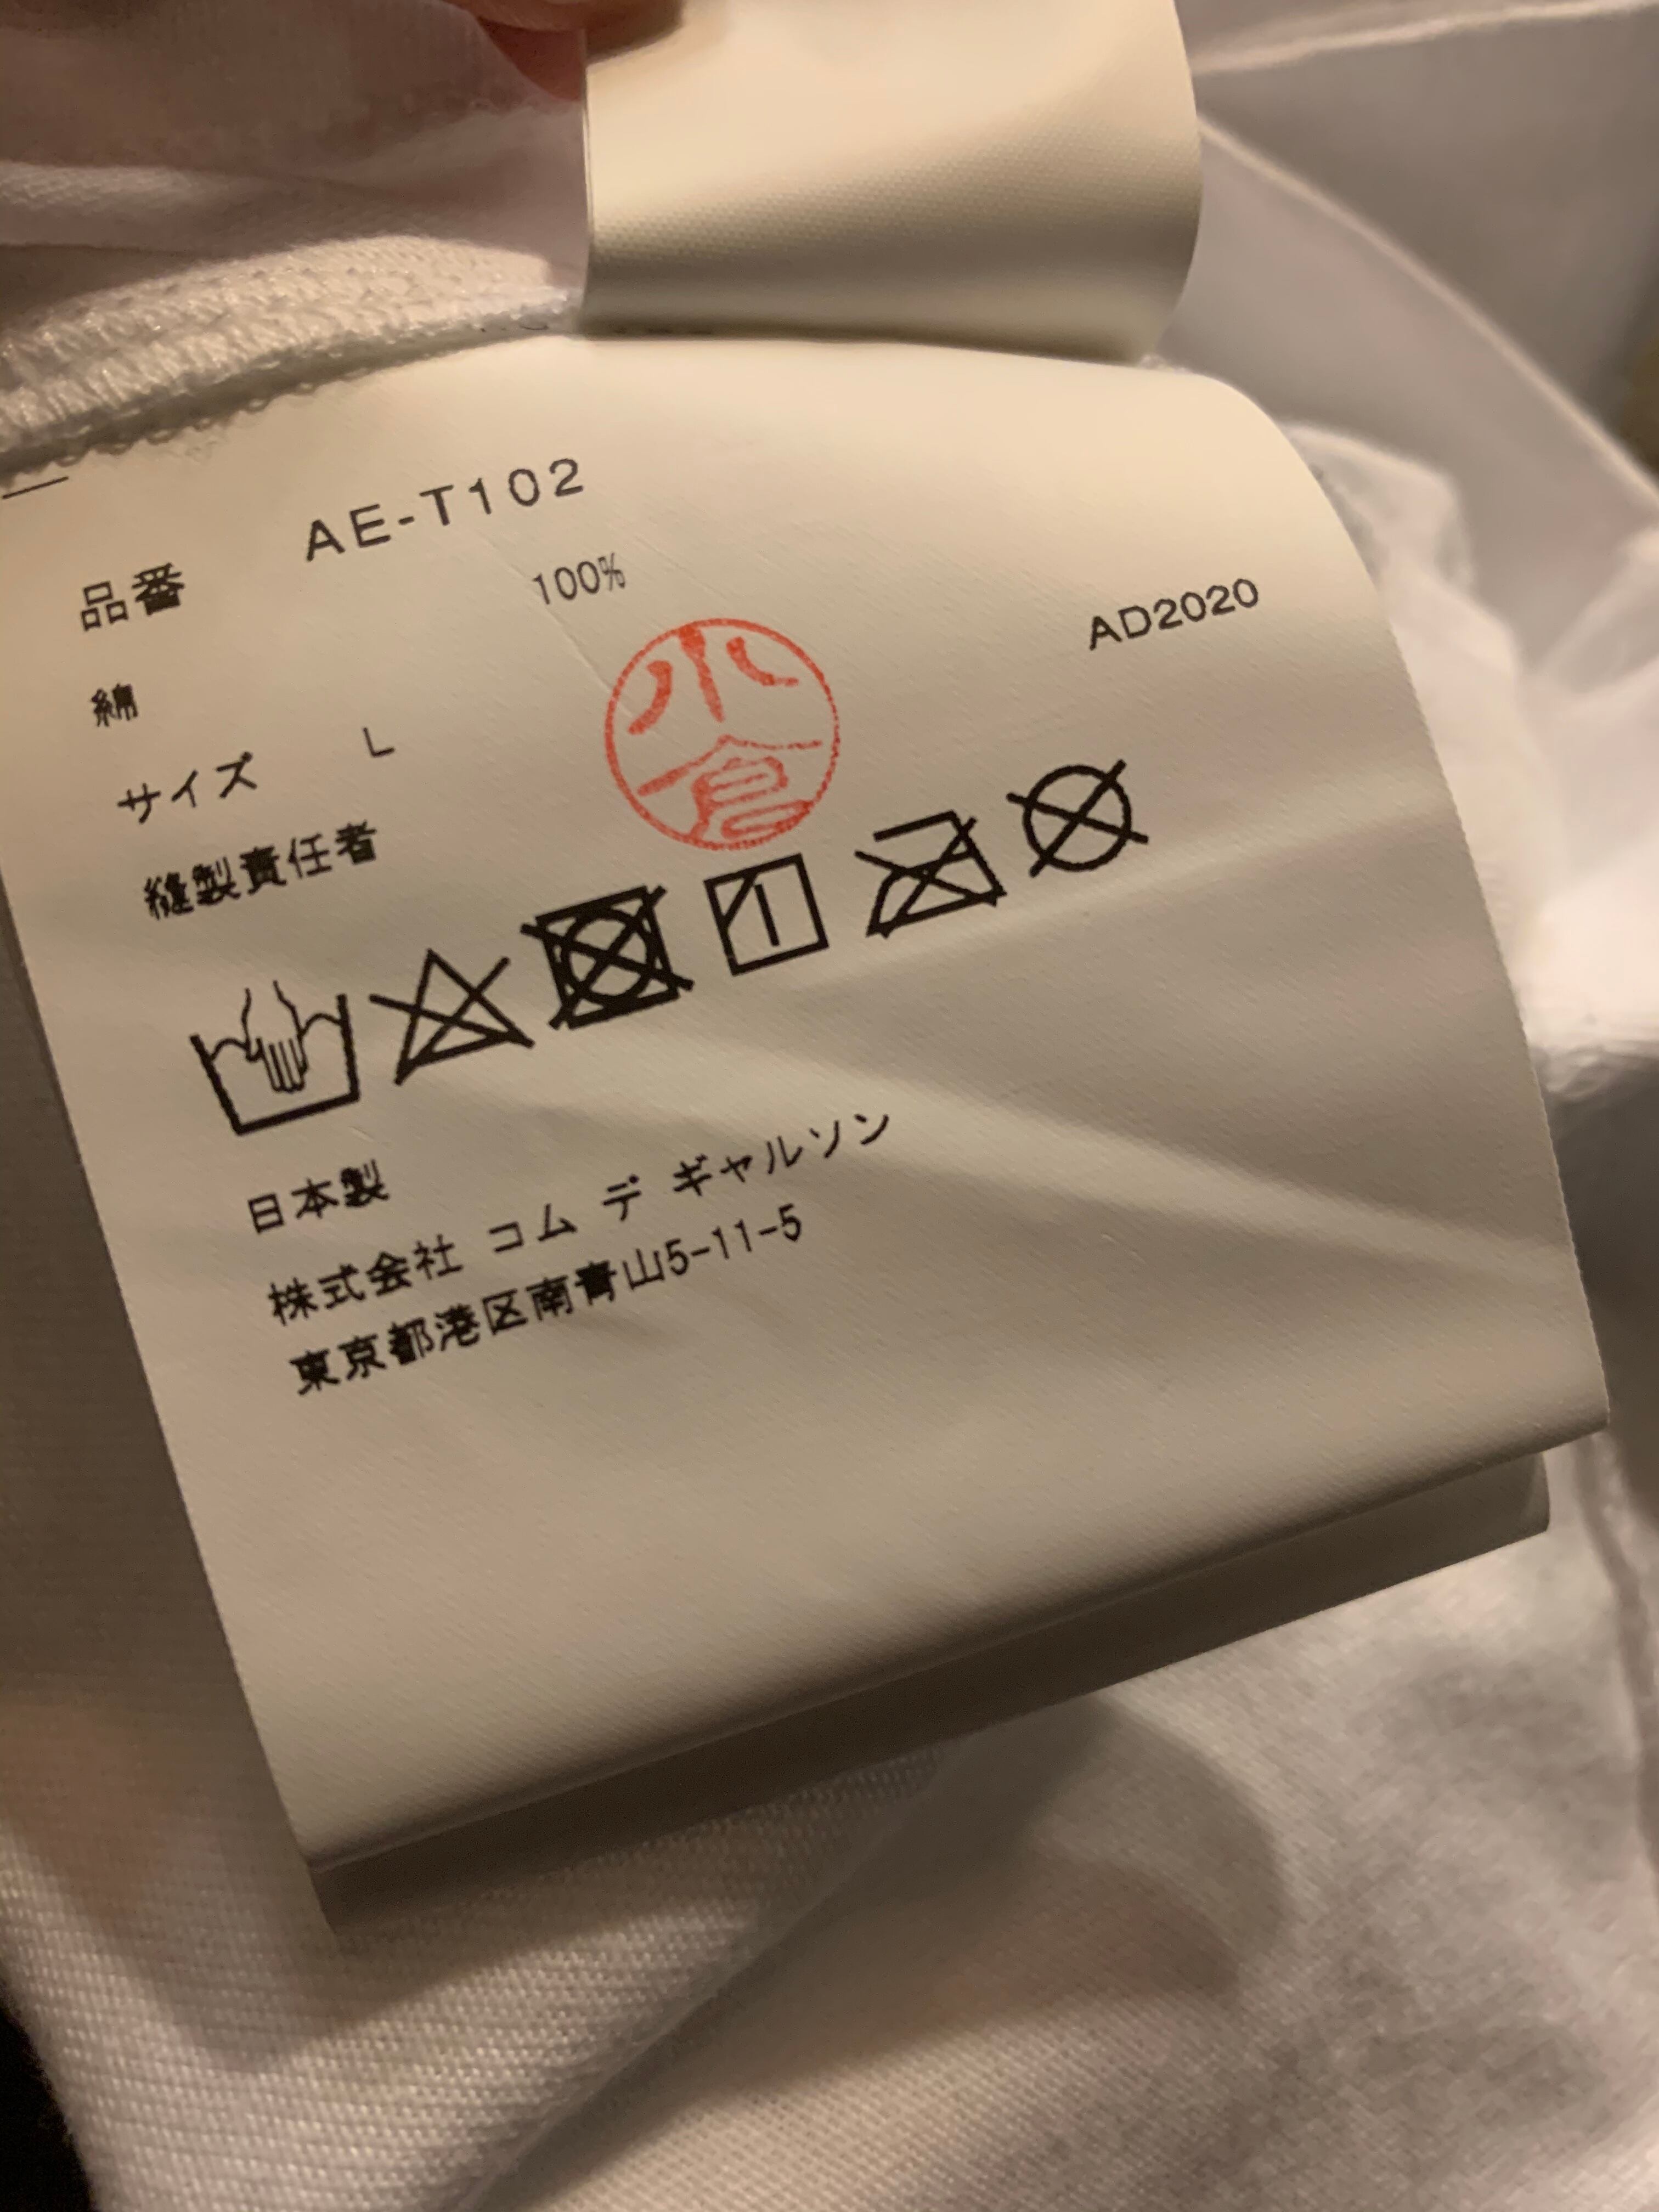 品番 AE-T102
綿 100%
AD2020
サイズ L
縫製責任者
小倉
日本製
株式会社 コム デ ギャルソン
東京都港区南青山5-11-5